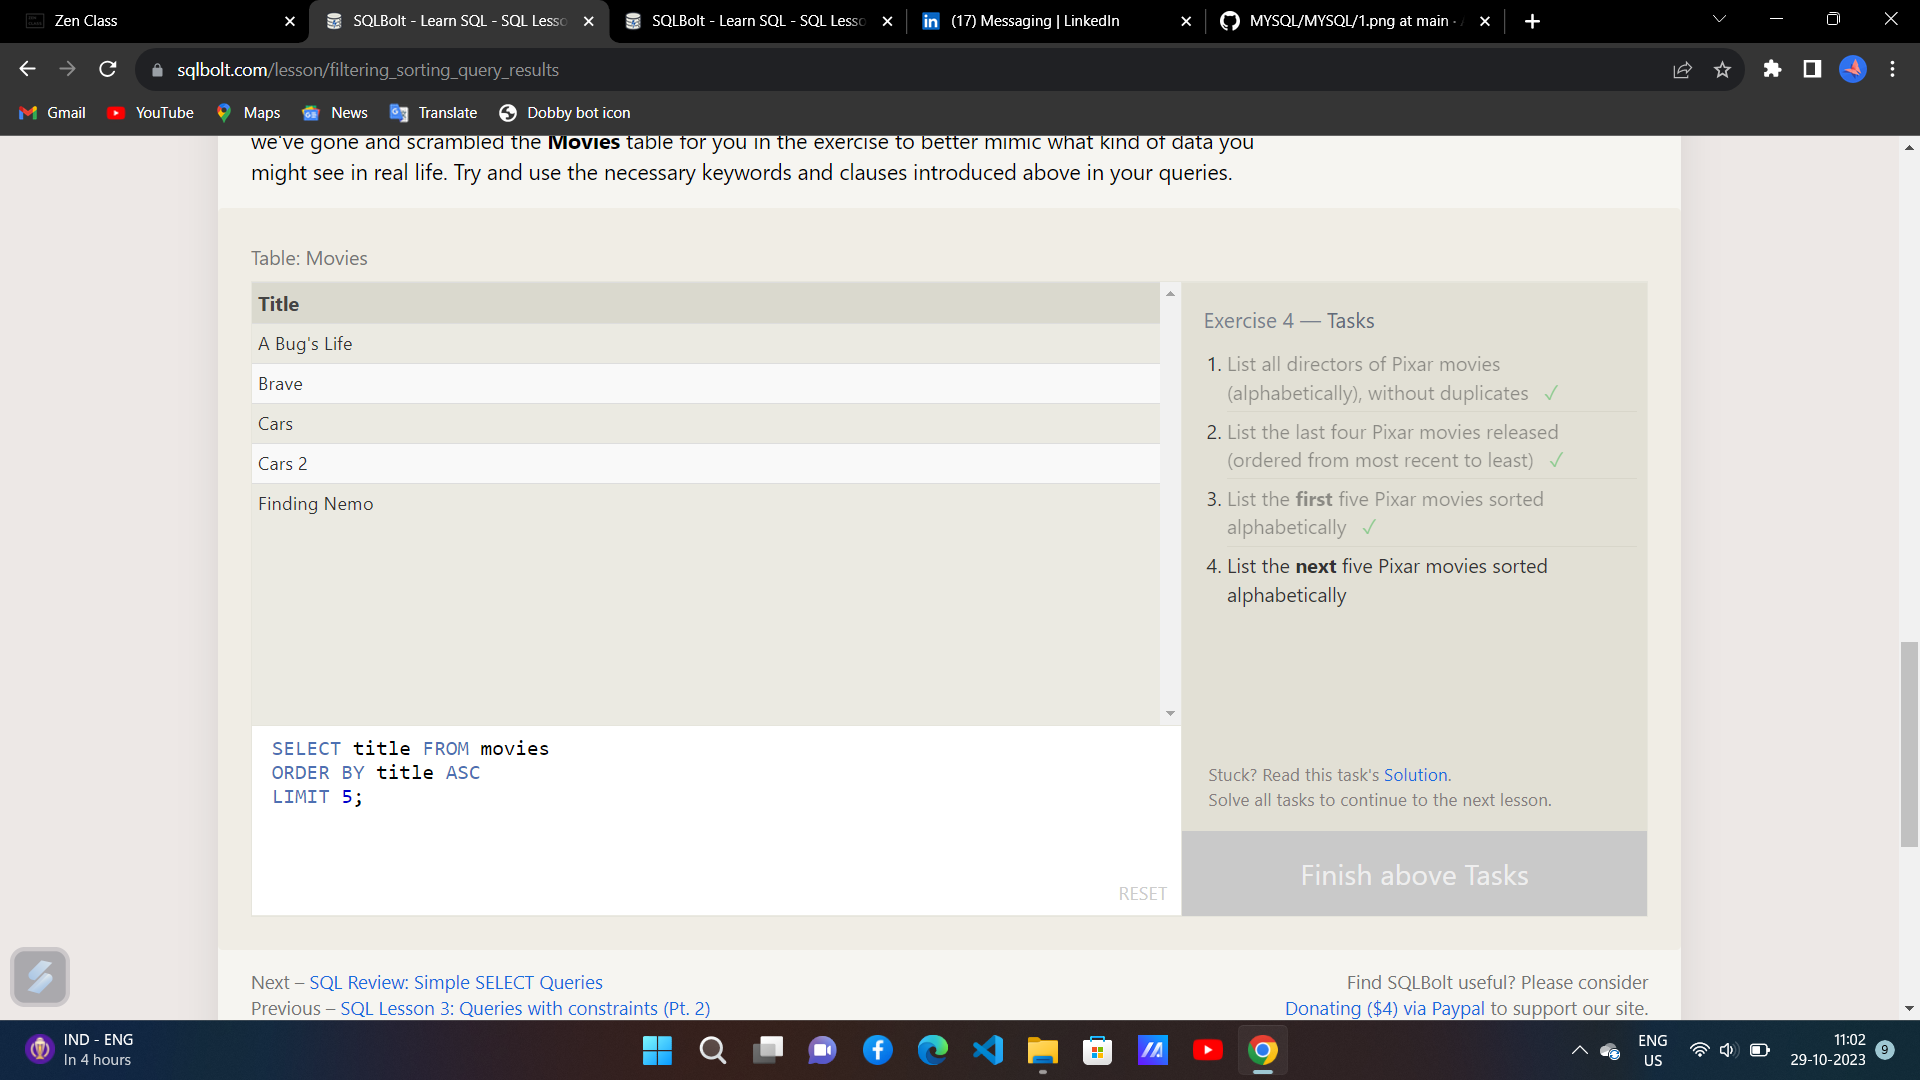 Zen Class
SQLBolt - Learn SQL - SQL Lesso
SQLBolt - Learn SQL - SQL Lesso
(17) Messaging | LinkedIn
MYSQL/MYSQL/1.png at main ·
sqlbolt.com/lesson/filtering_sorting_query_results
Gmail
YouTube
Maps
News
Translate
Dobby bot icon
we've gone and scrambled the Movies table for you in the exercise to better mimic what kind of data you
might see in real life. Try and use the necessary keywords and clauses introduced above in your queries.
Table: Movies
Title
A Bug's Life
Brave
Cars
Cars 2
Finding Nemo
SELECT title FROM movies
ORDER BY title ASC
LIMIT 5;
RESET
Exercise 4 — Tasks
1. List all directors of Pixar movies
(alphabetically), without duplicates ✓
2. List the last four Pixar movies released
(ordered from most recent to least) ✓
3. List the first five Pixar movies sorted
alphabetically ✓
4. List the next five Pixar movies sorted
alphabetically
Stuck? Read this task's Solution.
Solve all tasks to continue to the next lesson.
Finish above Tasks
Next – SQL Review: Simple SELECT Queries
Previous – SQL Lesson 3: Queries with constraints (Pt. 2)
Find SQLBolt useful? Please consider
Donating ($4) via Paypal to support our site.
IND - ENG
In 4 hours
ENG
US
11:02
29-10-2023
9